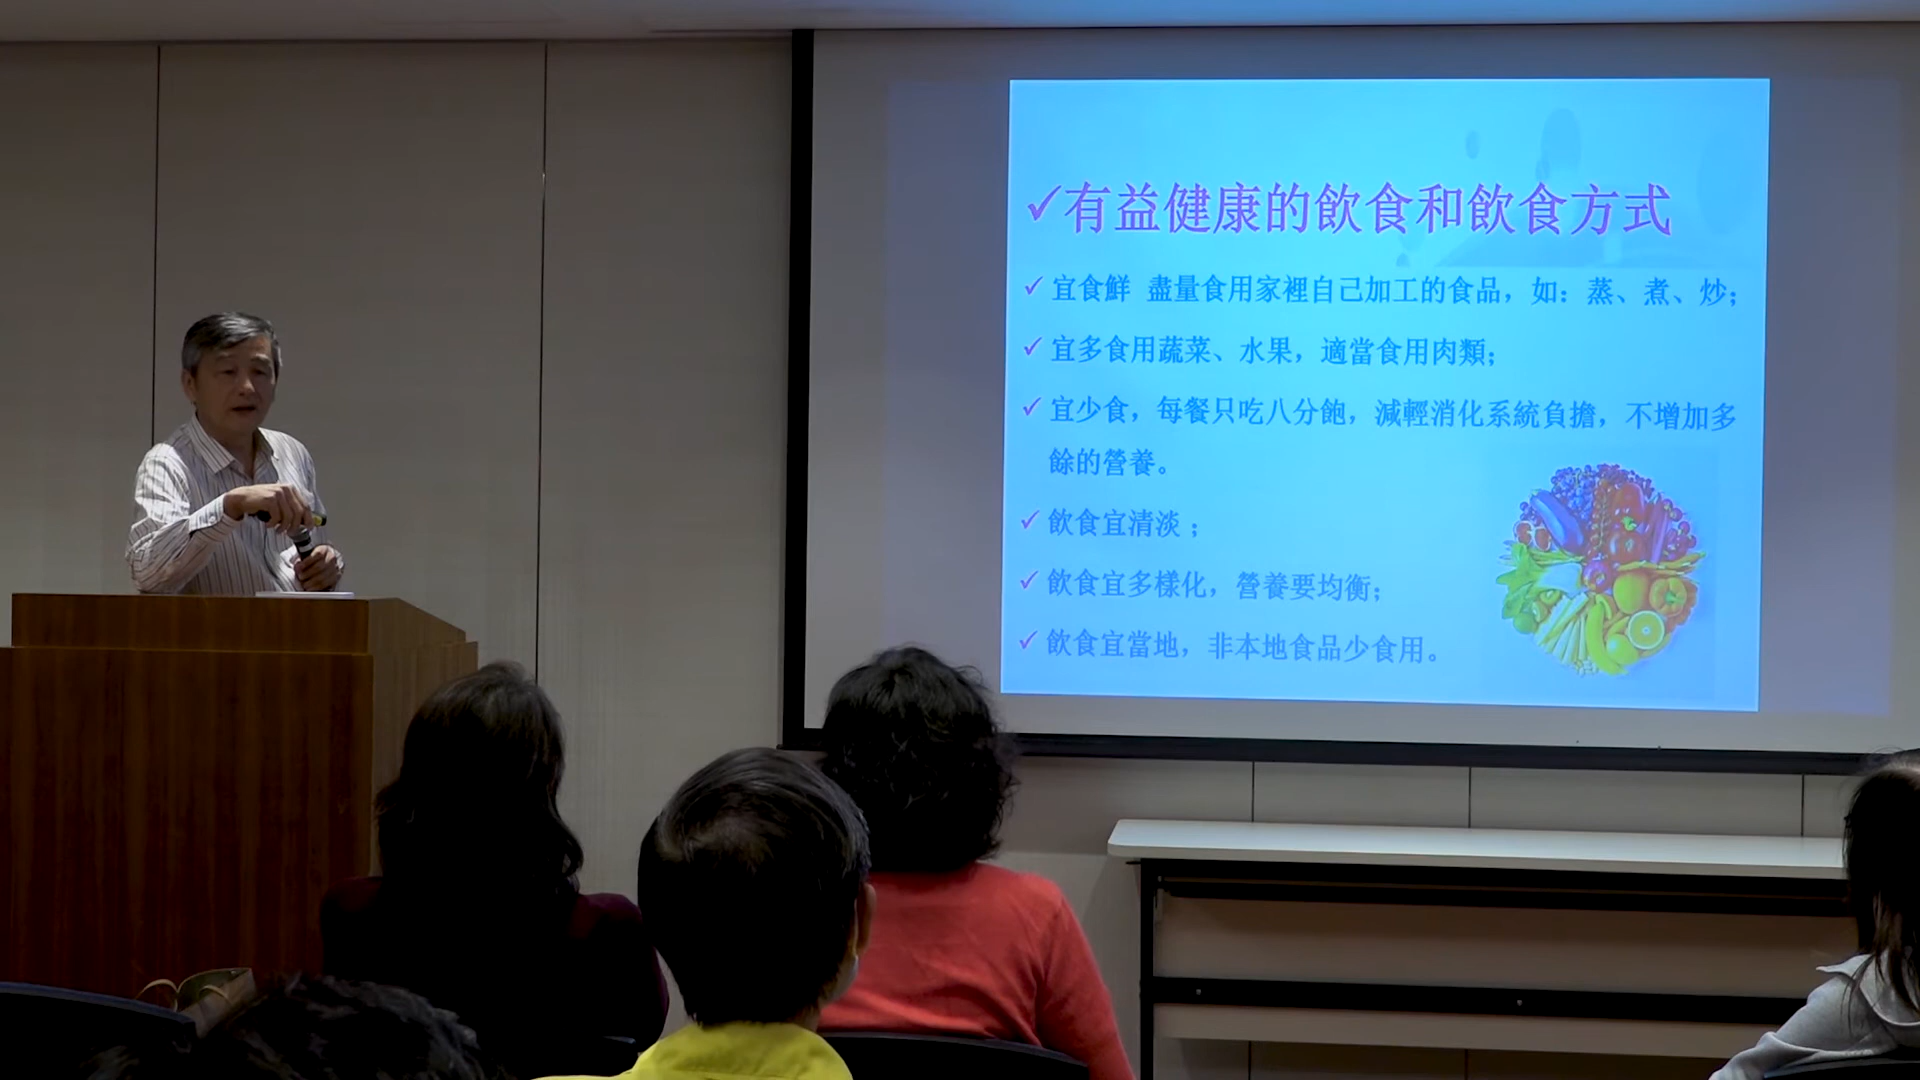 ✓有益健康的飲食和飲食方式
✓宜食鮮 盡量食用家裡自己加工的食品，如：蒸、煮、炒；
✓宜多食用蔬菜、水果，適當食用肉類；
✓宜少食，每餐只吃八分飽，減輕消化系統負擔，不增加多
餘的營養。
✓飲食宜清淡；
✓飲食宜多樣化，營養要均衡；
✓飲食宜當地，非本地食品少食用。